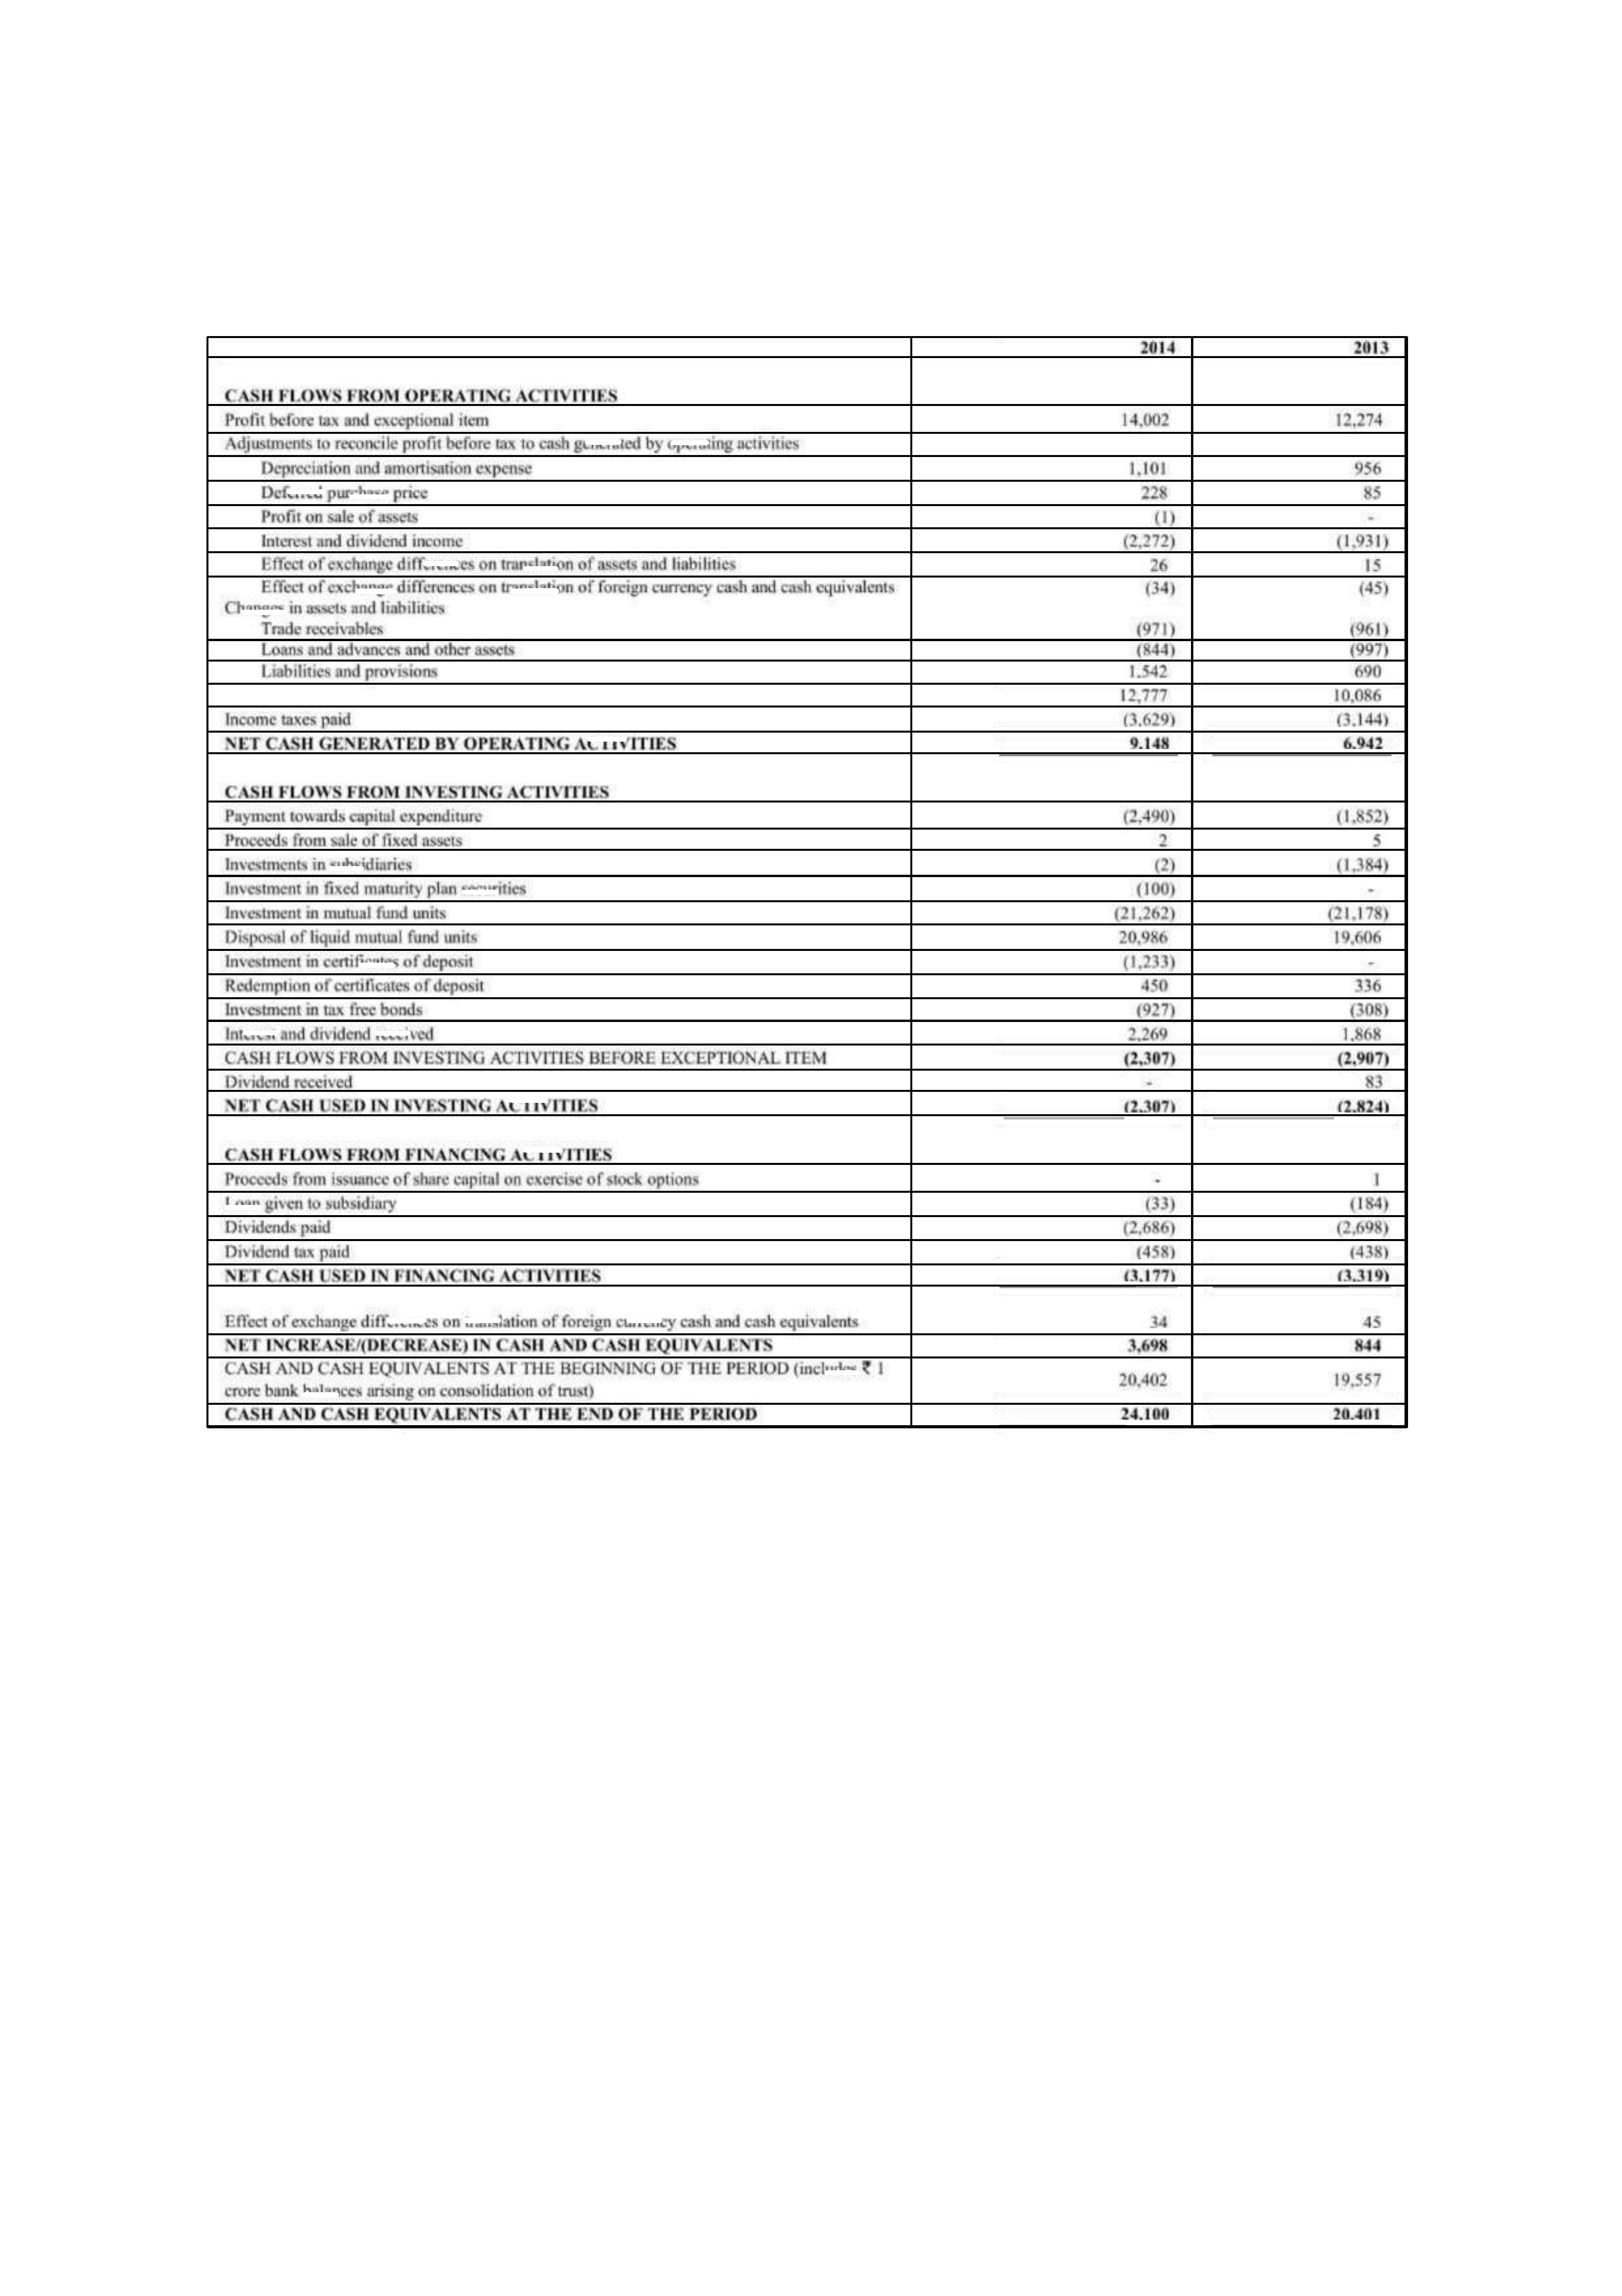 2014 2013
CASH FLOWS FROM OPERATING ACTIVITIES
Profit before tax and exceptional item 14,002 12,274
Adjustments to reconcile profit before tax to cash generated by operating activities
Depreciation and amortisation expense 1,101 956
Deferred purchase price 228 85
Profit on sale of assets (1) -
Interest and dividend income (2,272) (1,931)
Effect of exchange differences on translation of assets and liabilities 26 15
Effect of exchange differences on translation of foreign currency cash and cash equivalents (34) (45)
Changes in assets and liabilities
Trade receivables (971) (961)
Loans and advances and other assets (844) (997)
Liabilities and provisions 1,542 690
12,777 10,086
Income taxes paid (3,629) (3,144)
NET CASH GENERATED BY OPERATING ACTIVITIES 9,148 6,942
CASH FLOWS FROM INVESTING ACTIVITIES
Payment towards capital expenditure (2,490) (1,852)
Proceeds from sale of fixed assets 2 5
Investments in subsidiaries (2) (1,384)
Investment in fixed maturity plan securities (100) -
Investment in mutual fund units (21,262) (21,178)
Disposal of liquid mutual fund units 20,986 19,606
Investment in certificates of deposit (1,233) -
Redemption of certificates of deposit 450 336
Investment in tax free bonds (927) (308)
Interest and dividend received 2,269 1,868
CASH FLOWS FROM INVESTING ACTIVITIES BEFORE EXCEPTIONAL ITEM (2,307) (2,907)
Dividend received - 83
NET CASH USED IN INVESTING ACTIVITIES (2,307) (2,824)
CASH FLOWS FROM FINANCING ACTIVITIES
Proceeds from issuance of share capital on exercise of stock options - 1
Loan given to subsidiary (33) (184)
Dividends paid (2,686) (2,698)
Dividend tax paid (458) (438)
NET CASH USED IN FINANCING ACTIVITIES (3,177) (3,319)
Effect of exchange differences on translation of foreign currency cash and cash equivalents 34 45
NET INCREASE/(DECREASE) IN CASH AND CASH EQUIVALENTS 3,698 844
CASH AND CASH EQUIVALENTS AT THE BEGINNING OF THE PERIOD (includes ₹ 1
crore bank balances arising on consolidation of trust) 20,402 19,557
CASH AND CASH EQUIVALENTS AT THE END OF THE PERIOD 24,100 20,401